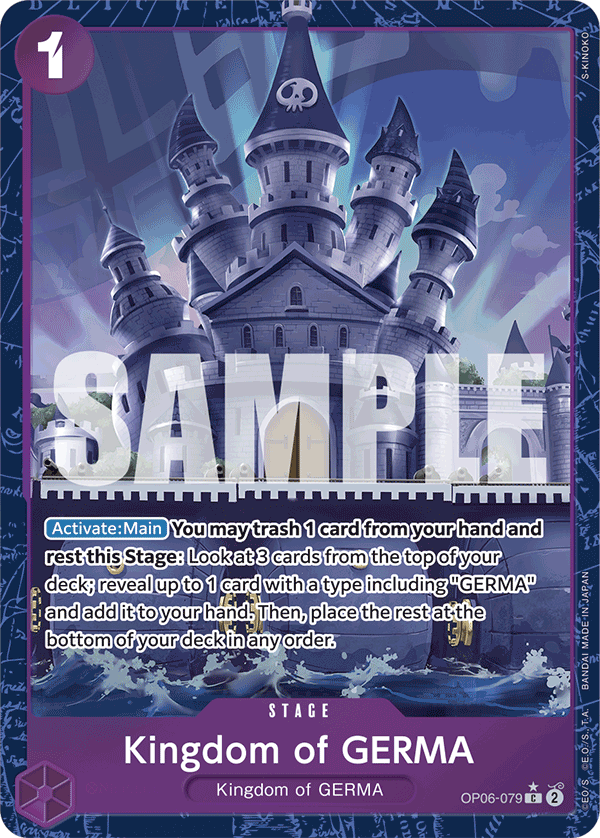 1
S-KINOKO
SAMPLE
Activate:Main You may trash 1 card from your hand and
rest this Stage: Look at 3 cards from the top of your
deck; reveal up to 1 card with a type including "GERMA"
and add it to your hand. Then, place the rest at the
bottom of your deck in any order.
©E.O./S. ©E.O./S.,T.A. BANDAI MADE IN JAPAN
STAGE
Kingdom of GERMA
Kingdom of GERMA
OP06-079 C 2